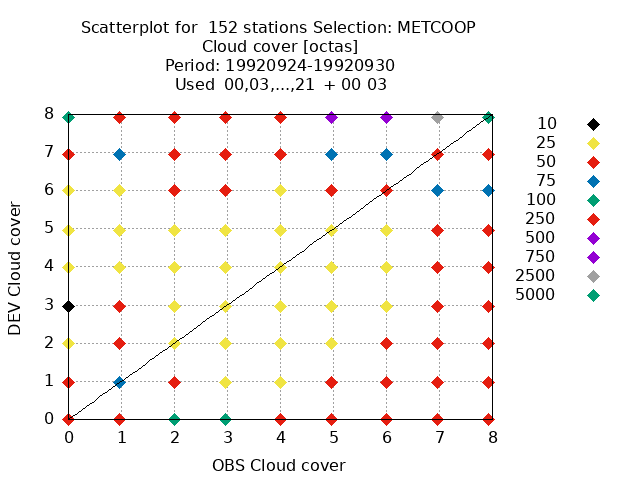 Scatterplot for  152 stations Selection: METCOOP
Cloud cover [octas]
Period: 19920924-19920930
Used  00,03,...,21  + 00 03
8
7
6
5
4
3
2
1
0
0 1 2 3 4 5 6 7 8
DEV Cloud cover
OBS Cloud cover
10
25
50
75
100
250
500
750
2500
5000